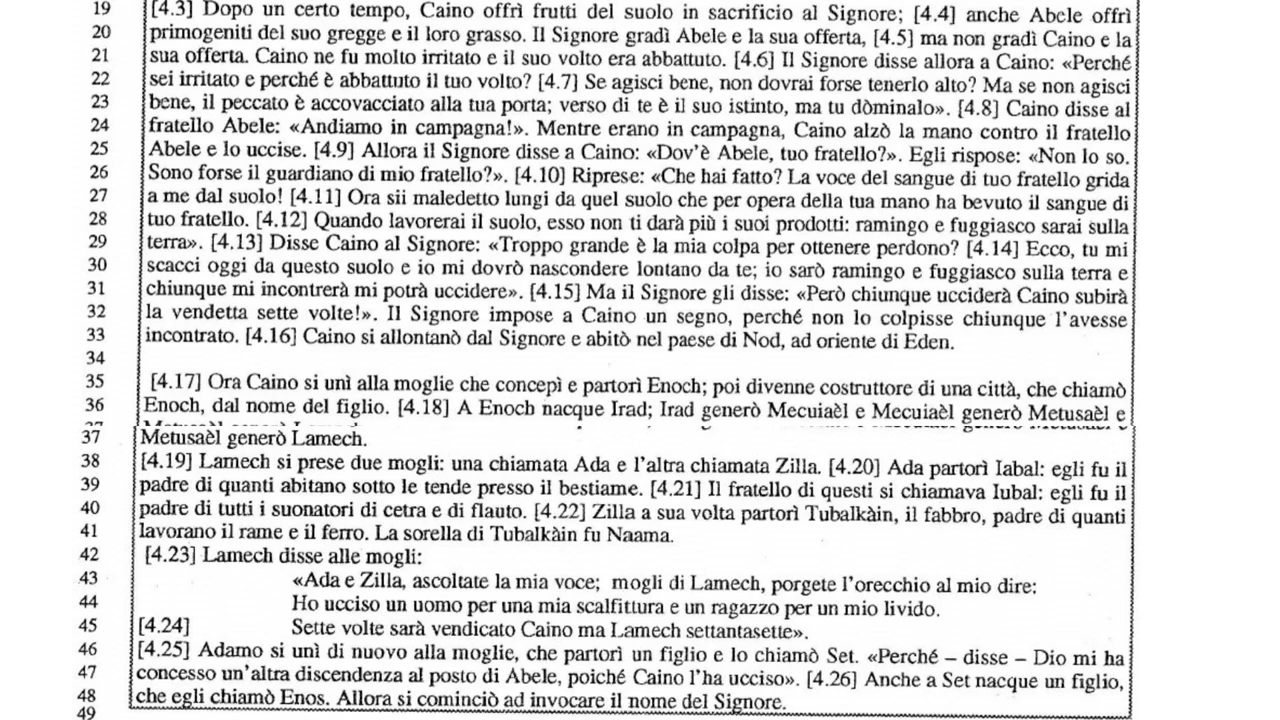 19 [4.3] Dopo un certo tempo, Caino offrì frutti del suolo in sacrificio al Signore; [4.4] anche Abele offrì
20 primogeniti del suo gregge e il loro grasso. Il Signore gradì Abele e la sua offerta, [4.5] ma non gradì Caino e la
21 sua offerta. Caino ne fu molto irritato e il suo volto era abbattuto. [4.6] Il Signore disse allora a Caino: «Perché
22 sei irritato e perché è abbattuto il tuo volto? [4.7] Se agisci bene, non dovrai forse tenerlo alto? Ma se non agisci
23 bene, il peccato è accovacciato alla tua porta; verso di te è il suo istinto, ma tu dòminalo». [4.8] Caino disse al
24 fratello Abele: «Andiamo in campagna!». Mentre erano in campagna, Caino alzò la mano contro il fratello
25 Abele e lo uccise. [4.9] Allora il Signore disse a Caino: «Dov'è Abele, tuo fratello?». Egli rispose: «Non lo so.
26 Sono forse il guardiano di mio fratello?». [4.10] Riprese: «Che hai fatto? La voce del sangue di tuo fratello grida
27 a me dal suolo! [4.11] Ora sii maledetto lungi da quel suolo che per opera della tua mano ha bevuto il sangue di
28 tuo fratello. [4.12] Quando lavorerai il suolo, esso non ti darà più i suoi prodotti: ramingo e fuggiasco sarai sulla
29 terra». [4.13] Disse Caino al Signore: «Troppo grande è la mia colpa per ottenere perdono? [4.14] Ecco, tu mi
30 scacci oggi da questo suolo e io mi dovrò nascondere lontano da te; io sarò ramingo e fuggiasco sulla terra e
31 chiunque mi incontrerà mi potrà uccidere». [4.15] Ma il Signore gli disse: «Però chiunque ucciderà Caino subirà
32 la vendetta sette volte!». Il Signore impose a Caino un segno, perché non lo colpisse chiunque l'avesse
33 incontrato. [4.16] Caino si allontanò dal Signore e abitò nel paese di Nod, ad oriente di Eden.
34
35 [4.17] Ora Caino si unì alla moglie che concepì e partorì Enoch; poi divenne costruttore di una città, che chiamò
36 Enoch, dal nome del figlio. [4.18] A Enoch nacque Irad; Irad generò Mecuiaèl e Mecuiaèl generò Metusaèl e
37 Metusaèl generò Lamech.
38 [4.19] Lamech si prese due mogli: una chiamata Ada e l'altra chiamata Zilla. [4.20] Ada partorì Iabal: egli fu il
39 padre di quanti abitano sotto le tende presso il bestiame. [4.21] Il fratello di questi si chiamava Iubal: egli fu il
40 padre di tutti i suonatori di cetra e di flauto. [4.22] Zilla a sua volta partorì Tubalkàin, il fabbro, padre di quanti
41 lavorano il rame e il ferro. La sorella di Tubalkàin fu Naama.
42 [4.23] Lamech disse alle mogli:
43 «Ada e Zilla, ascoltate la mia voce; mogli di Lamech, porgete l'orecchio al mio dire:
44 Ho ucciso un uomo per una mia scalfittura e un ragazzo per un mio livido.
45 [4.24] Sette volte sarà vendicato Caino ma Lamech settantasette».
46 [4.25] Adamo si unì di nuovo alla moglie, che partorì un figlio e lo chiamò Set. «Perché – disse – Dio mi ha
47 concesso un'altra discendenza al posto di Abele, poiché Caino l'ha ucciso». [4.26] Anche a Set nacque un figlio,
48 che egli chiamò Enos. Allora si cominciò ad invocare il nome del Signore.
49